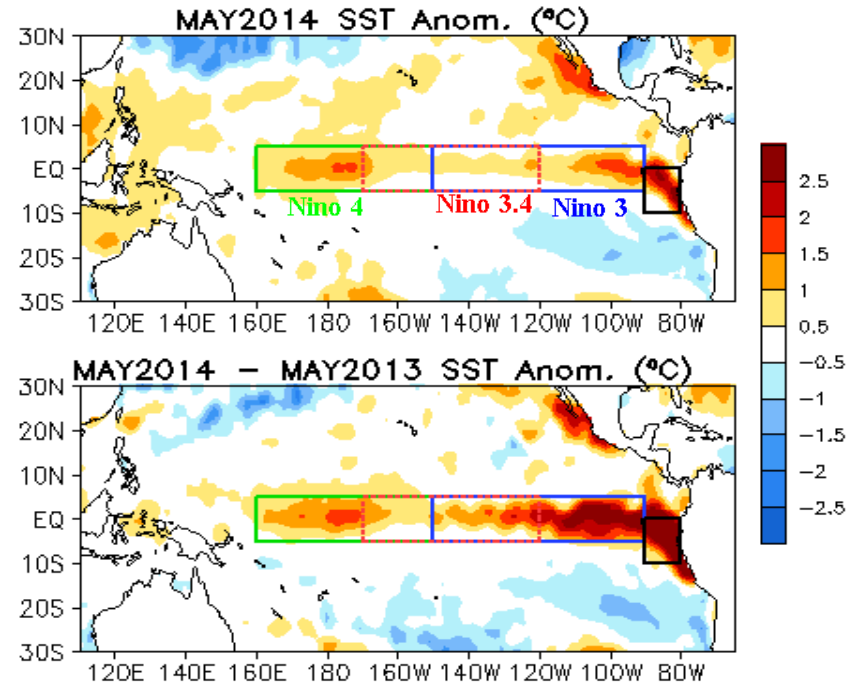 MAY2014 SST Anom. (ºC)
30N
20N
10N
EQ
10S
20S
30S
Nino 4
Nino 3.4
Nino 3
120E 140E 160E 180 160W 140W 120W 100W 80W
MAY2014 - MAY2013 SST Anom. (ºC)
30N
20N
10N
EQ
10S
20S
30S
120E 140E 160E 180 160W 140W 120W 100W 80W
2.5
2
1.5
1
0.5
-0.5
-1
-1.5
-2
-2.5